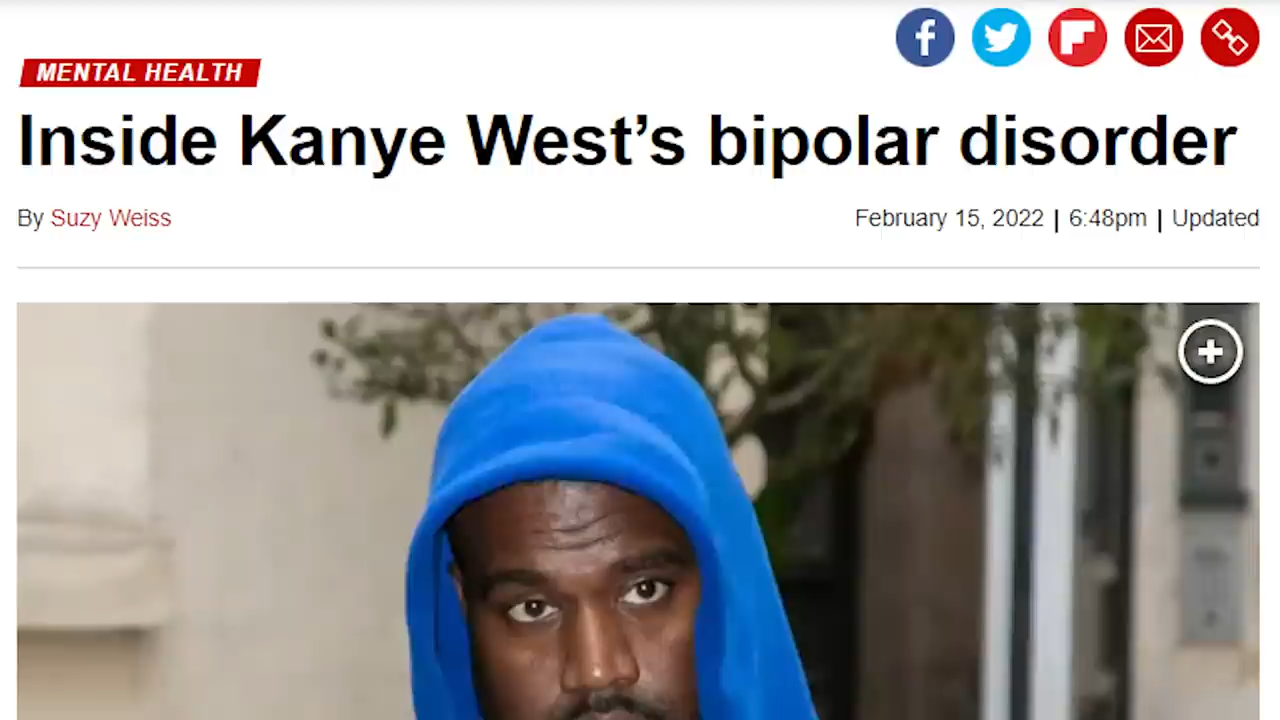 MENTAL HEALTH
Inside Kanye West’s bipolar disorder
By Suzy Weiss
February 15, 2022 | 6:48pm | Updated